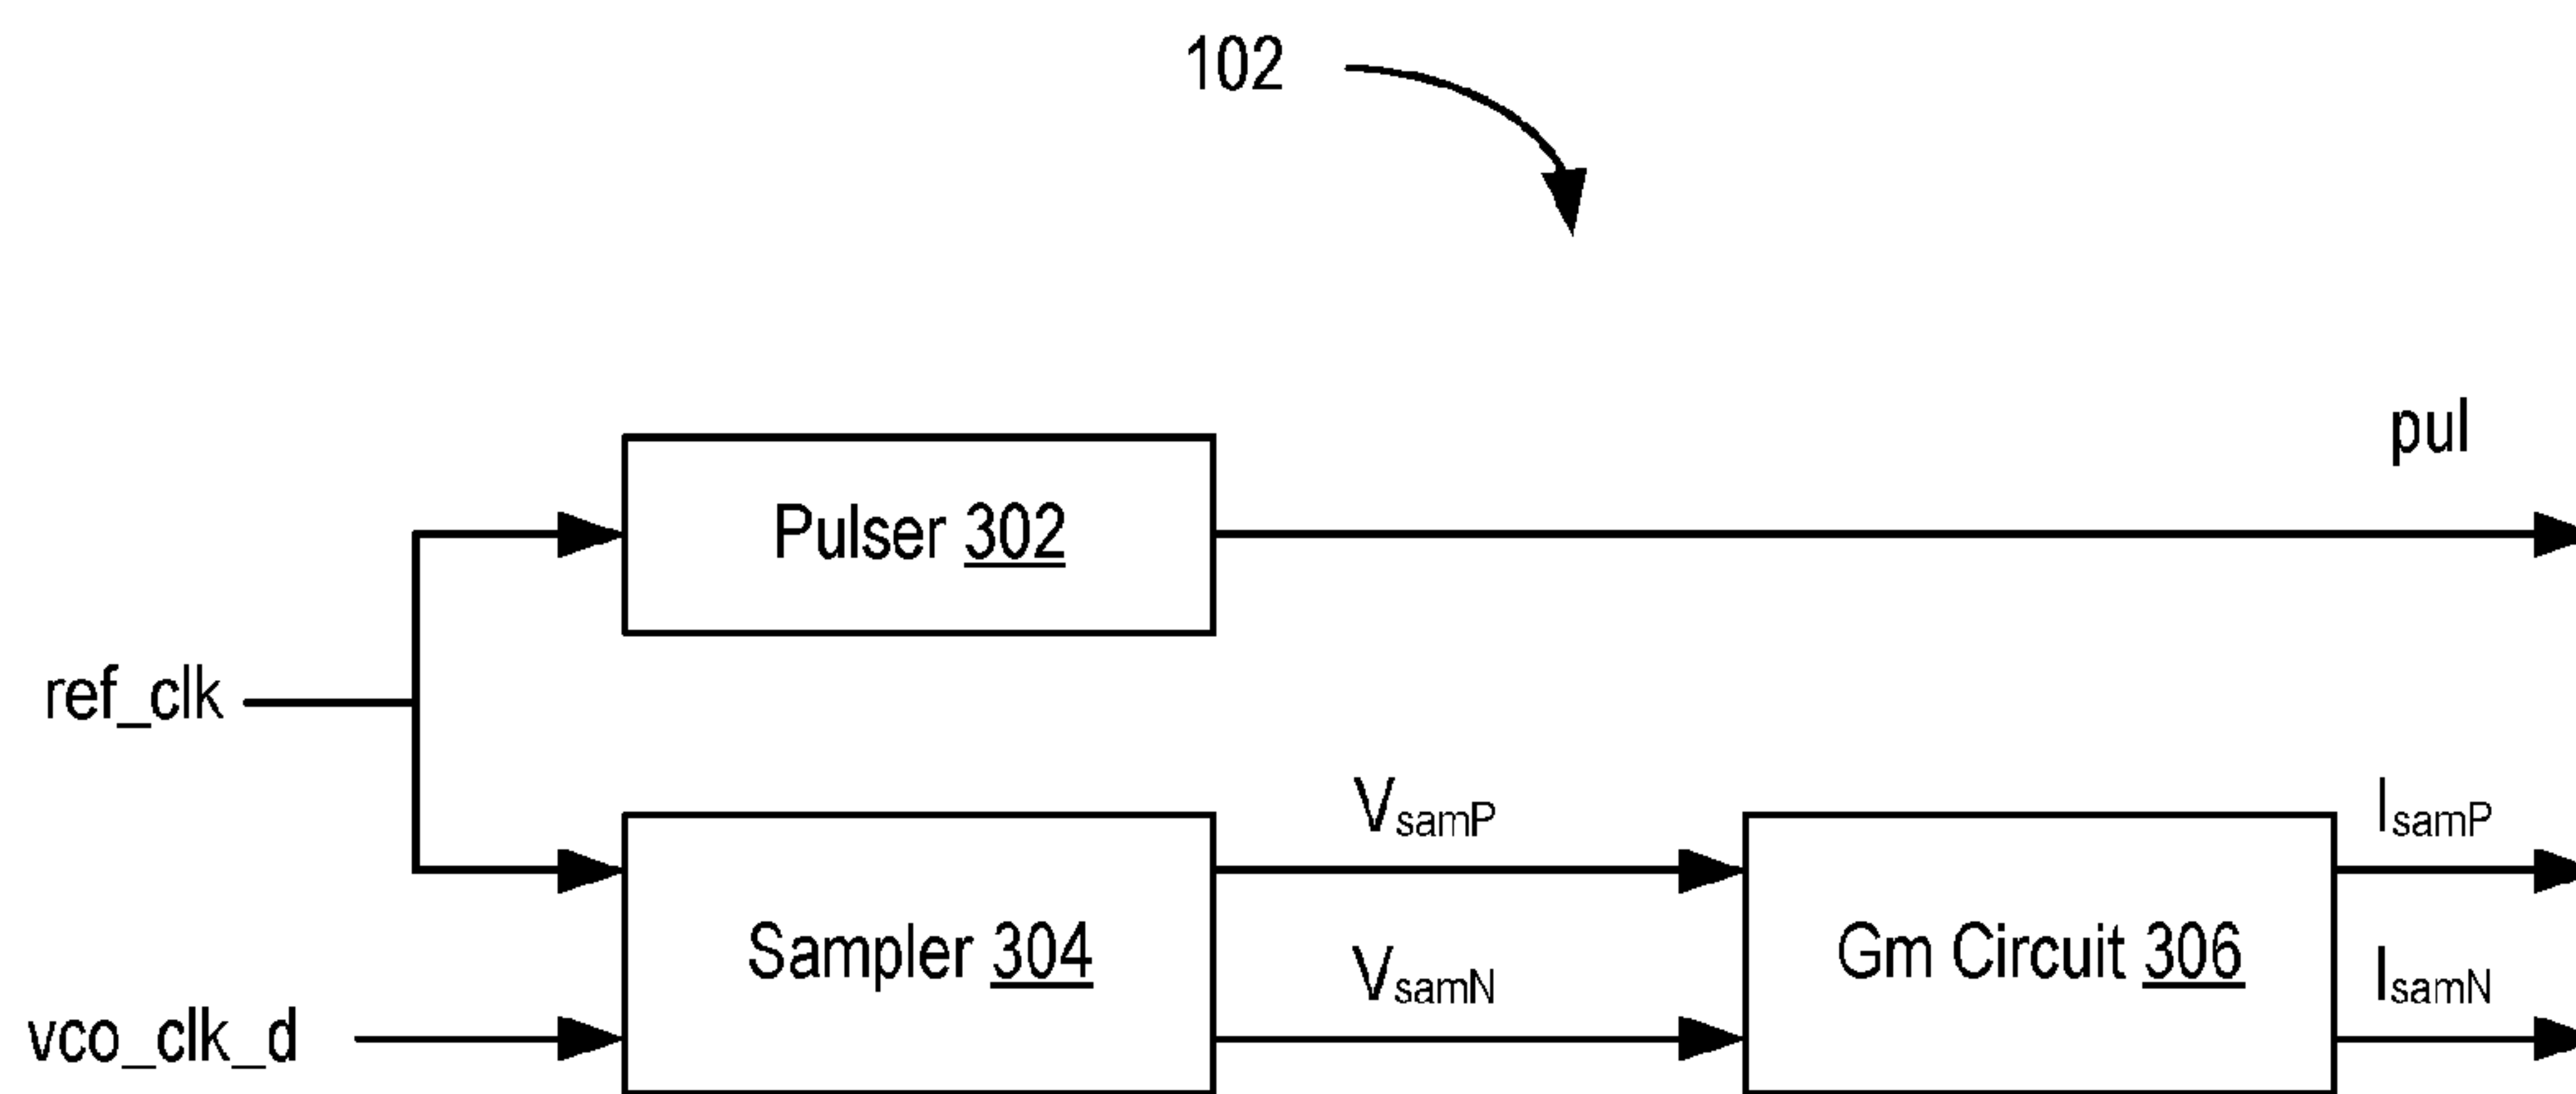 102
pul
Pulser 302
ref_clk
VsamP
IsamP
Sampler 304
Gm Circuit 306
VsamN
IsamN
vco_clk_d